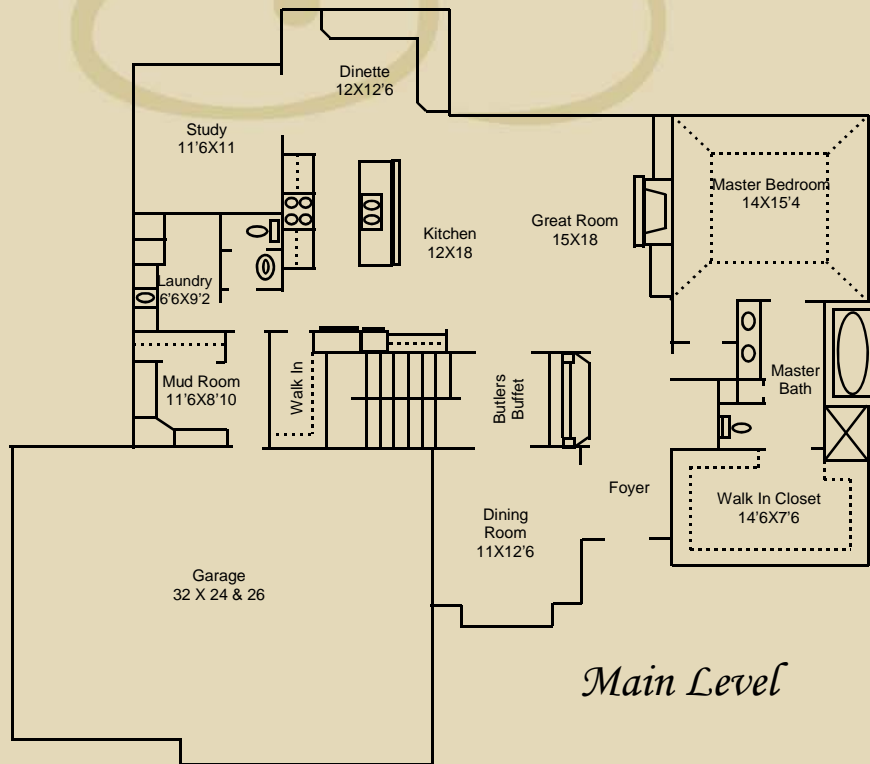 Dinette
12X12’6
Study
11’6X11
Master Bedroom
14X15’4
Great Room
15X18
Kitchen
12X18
Laundry
6’6X9’2
Mud Room
11’6X8’10
Walk In
Butlers
Buffet
Master
Bath
Foyer
Walk In Closet
14’6X7’6
Dining
Room
11X12’6
Garage
32 X 24 & 26
Main Level